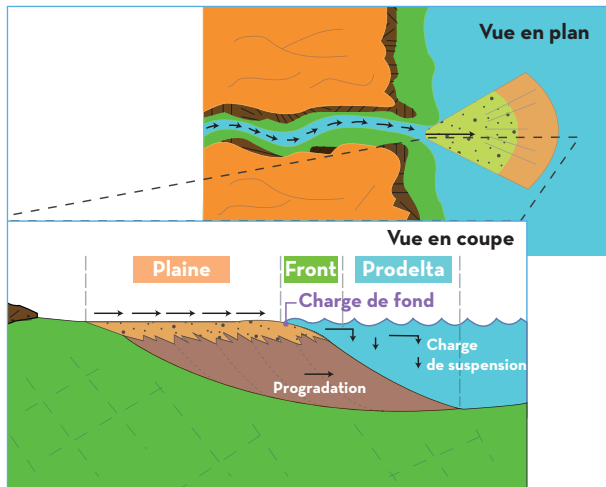 Vue en plan
Vue en coupe
Plaine
Front
Prodelta
Charge de fond
Charge
de suspension
Progradation